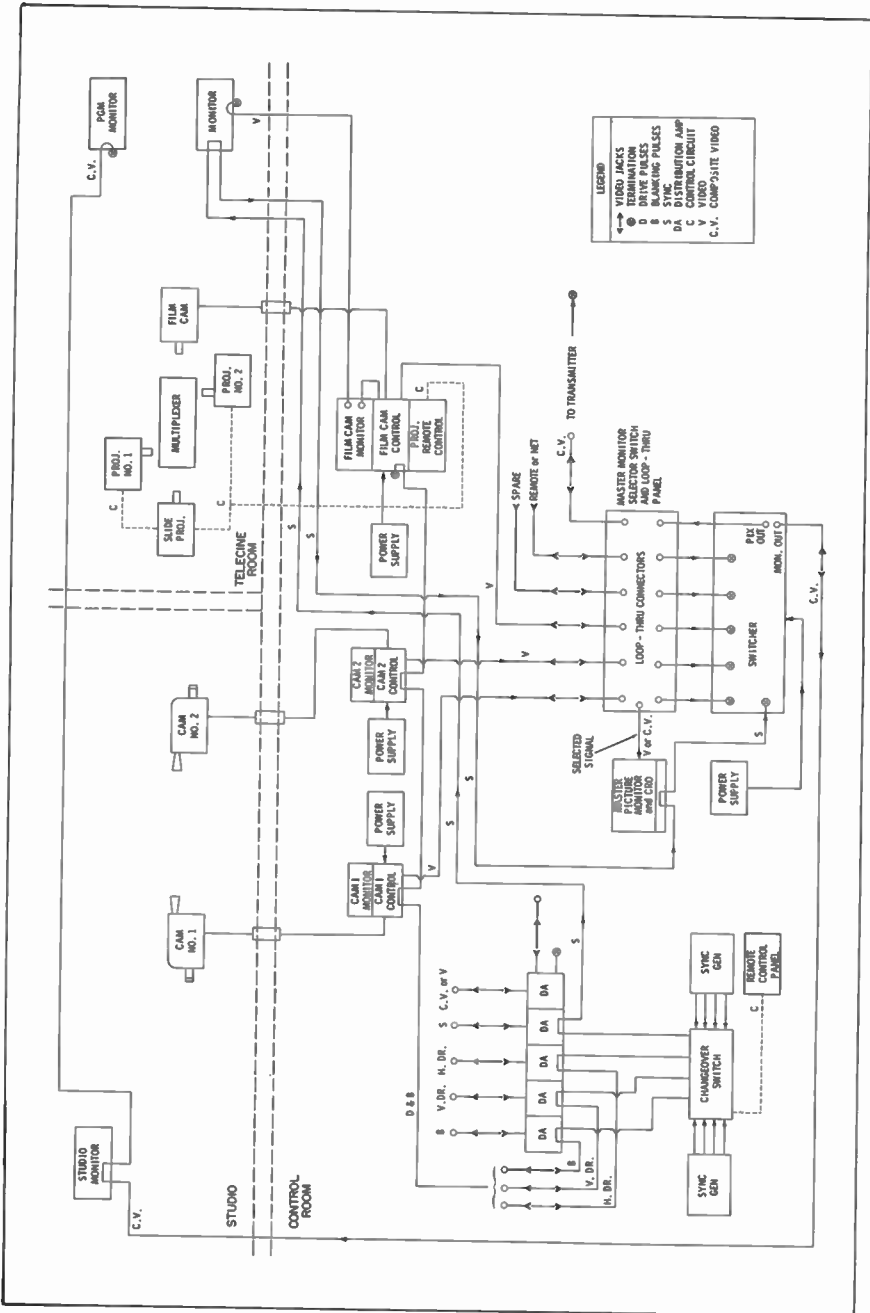 STUDIO
MONITOR
C.V.
CAM
NO. 1
CAM
NO. 2
SLIDE
PROJ.
PROJ.
NO. 1
C
C
MULTIPLEXER
PROJ.
NO. 2
FILM
CAM
PGM
MONITOR
C.V.
MONITOR
V
STUDIO
CONTROL
ROOM
TELECINE
ROOM
S
S
CAM 1
MONITOR
CAM 1
CONTROL
POWER
SUPPLY
V
CAM 2
MONITOR
CAM 2
CONTROL
POWER
SUPPLY
V
FILM CAM
MONITOR
FILM CAM
CONTROL
PROJ.
REMOTE
CONTROL
POWER
SUPPLY
C
V
D & B
S
S
S
B
V.DR.
H. DR.
S
C.V. or V
DA
DA
DA
DA
DA
B
V. DR.
H. DR.
SYNC
GEN
CHANGEOVER
SWITCH
SYNC
GEN
C
REMOTE
CONTROL
PANEL
SELECTED
SIGNAL
V or C.V.
MASTER
PICTURE
MONITOR
and CRO
POWER
SUPPLY
S
SPARE
REMOTE or NET
C.V.
TO TRANSMITTER
MASTER MONITOR
SELECTOR SWITCH
AND LOOP - THRU
PANEL
LOOP - THRU CONNECTORS
SWITCHER
PIX
OUT
MON. OUT
C.V.
LEGEND
VIDEO JACKS
TERMINATION
D DRIVE PULSES
B BLANKING PULSES
S SYNC
DA DISTRIBUTION AMP
C CONTROL CIRCUIT
V VIDEO
C.V. COMPOSITE VIDEO